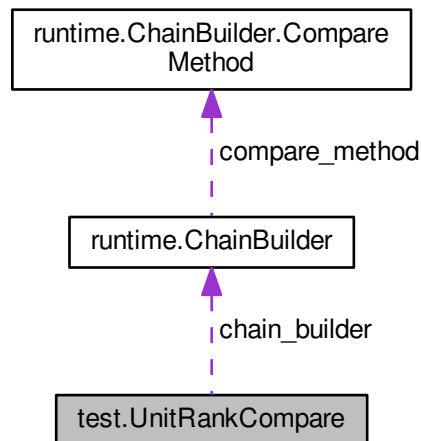 runtime.ChainBuilder.Compare
Method
compare_method
runtime.ChainBuilder
chain_builder
test.UnitRankCompare